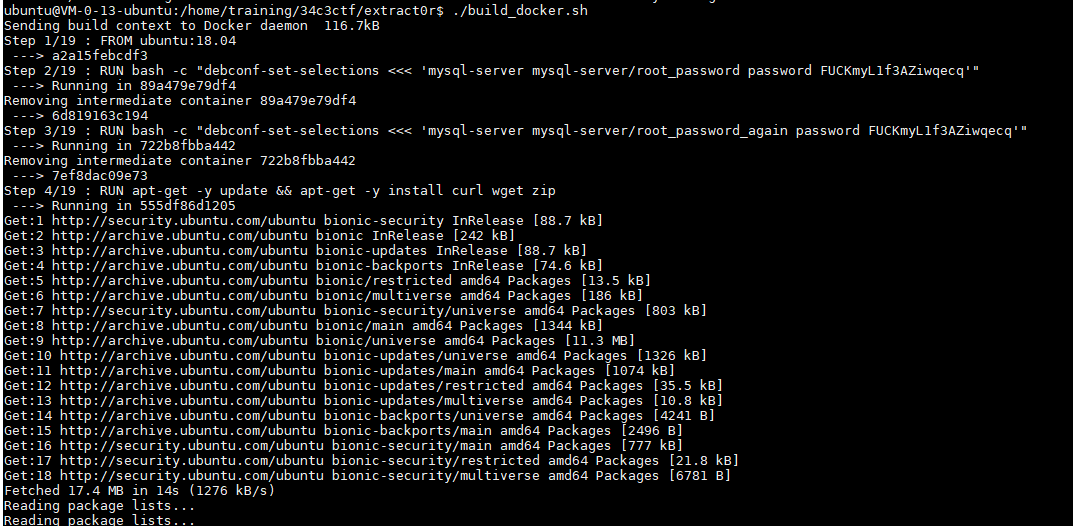 ubuntu@VM-0-13-ubuntu:/home/training/34c3ctf/extract0r$ ./build_docker.sh
Sending build context to Docker daemon  116.7kB
Step 1/19 : FROM ubuntu:18.04
 ---> a2a15febcdf3
Step 2/19 : RUN bash -c "debconf-set-selections <<< 'mysql-server mysql-server/root_password password FUCKmyL1f3AZiwqecq'"
 ---> Running in 89a479e79df4
Removing intermediate container 89a479e79df4
 ---> 6d819163c194
Step 3/19 : RUN bash -c "debconf-set-selections <<< 'mysql-server mysql-server/root_password_again password FUCKmyL1f3AZiwqecq'"
 ---> Running in 722b8fbba442
Removing intermediate container 722b8fbba442
 ---> 7ef8dac09e73
Step 4/19 : RUN apt-get -y update && apt-get -y install curl wget zip
 ---> Running in 555df86d1205
Get:1 http://security.ubuntu.com/ubuntu bionic-security InRelease [88.7 kB]
Get:2 http://archive.ubuntu.com/ubuntu bionic InRelease [242 kB]
Get:3 http://archive.ubuntu.com/ubuntu bionic-updates InRelease [88.7 kB]
Get:4 http://archive.ubuntu.com/ubuntu bionic-backports InRelease [74.6 kB]
Get:5 http://archive.ubuntu.com/ubuntu bionic/restricted amd64 Packages [13.5 kB]
Get:6 http://archive.ubuntu.com/ubuntu bionic/multiverse amd64 Packages [186 kB]
Get:7 http://security.ubuntu.com/ubuntu bionic-security/universe amd64 Packages [803 kB]
Get:8 http://archive.ubuntu.com/ubuntu bionic/main amd64 Packages [1344 kB]
Get:9 http://archive.ubuntu.com/ubuntu bionic/universe amd64 Packages [11.3 MB]
Get:10 http://archive.ubuntu.com/ubuntu bionic-updates/universe amd64 Packages [1326 kB]
Get:11 http://archive.ubuntu.com/ubuntu bionic-updates/main amd64 Packages [1074 kB]
Get:12 http://archive.ubuntu.com/ubuntu bionic-updates/restricted amd64 Packages [35.5 kB]
Get:13 http://archive.ubuntu.com/ubuntu bionic-updates/multiverse amd64 Packages [10.8 kB]
Get:14 http://archive.ubuntu.com/ubuntu bionic-backports/universe amd64 Packages [4241 B]
Get:15 http://archive.ubuntu.com/ubuntu bionic-backports/main amd64 Packages [2496 B]
Get:16 http://security.ubuntu.com/ubuntu bionic-security/main amd64 Packages [777 kB]
Get:17 http://security.ubuntu.com/ubuntu bionic-security/restricted amd64 Packages [21.8 kB]
Get:18 http://security.ubuntu.com/ubuntu bionic-security/multiverse amd64 Packages [6781 B]
Fetched 17.4 MB in 14s (1276 kB/s)
Reading package lists...
Reading package lists...